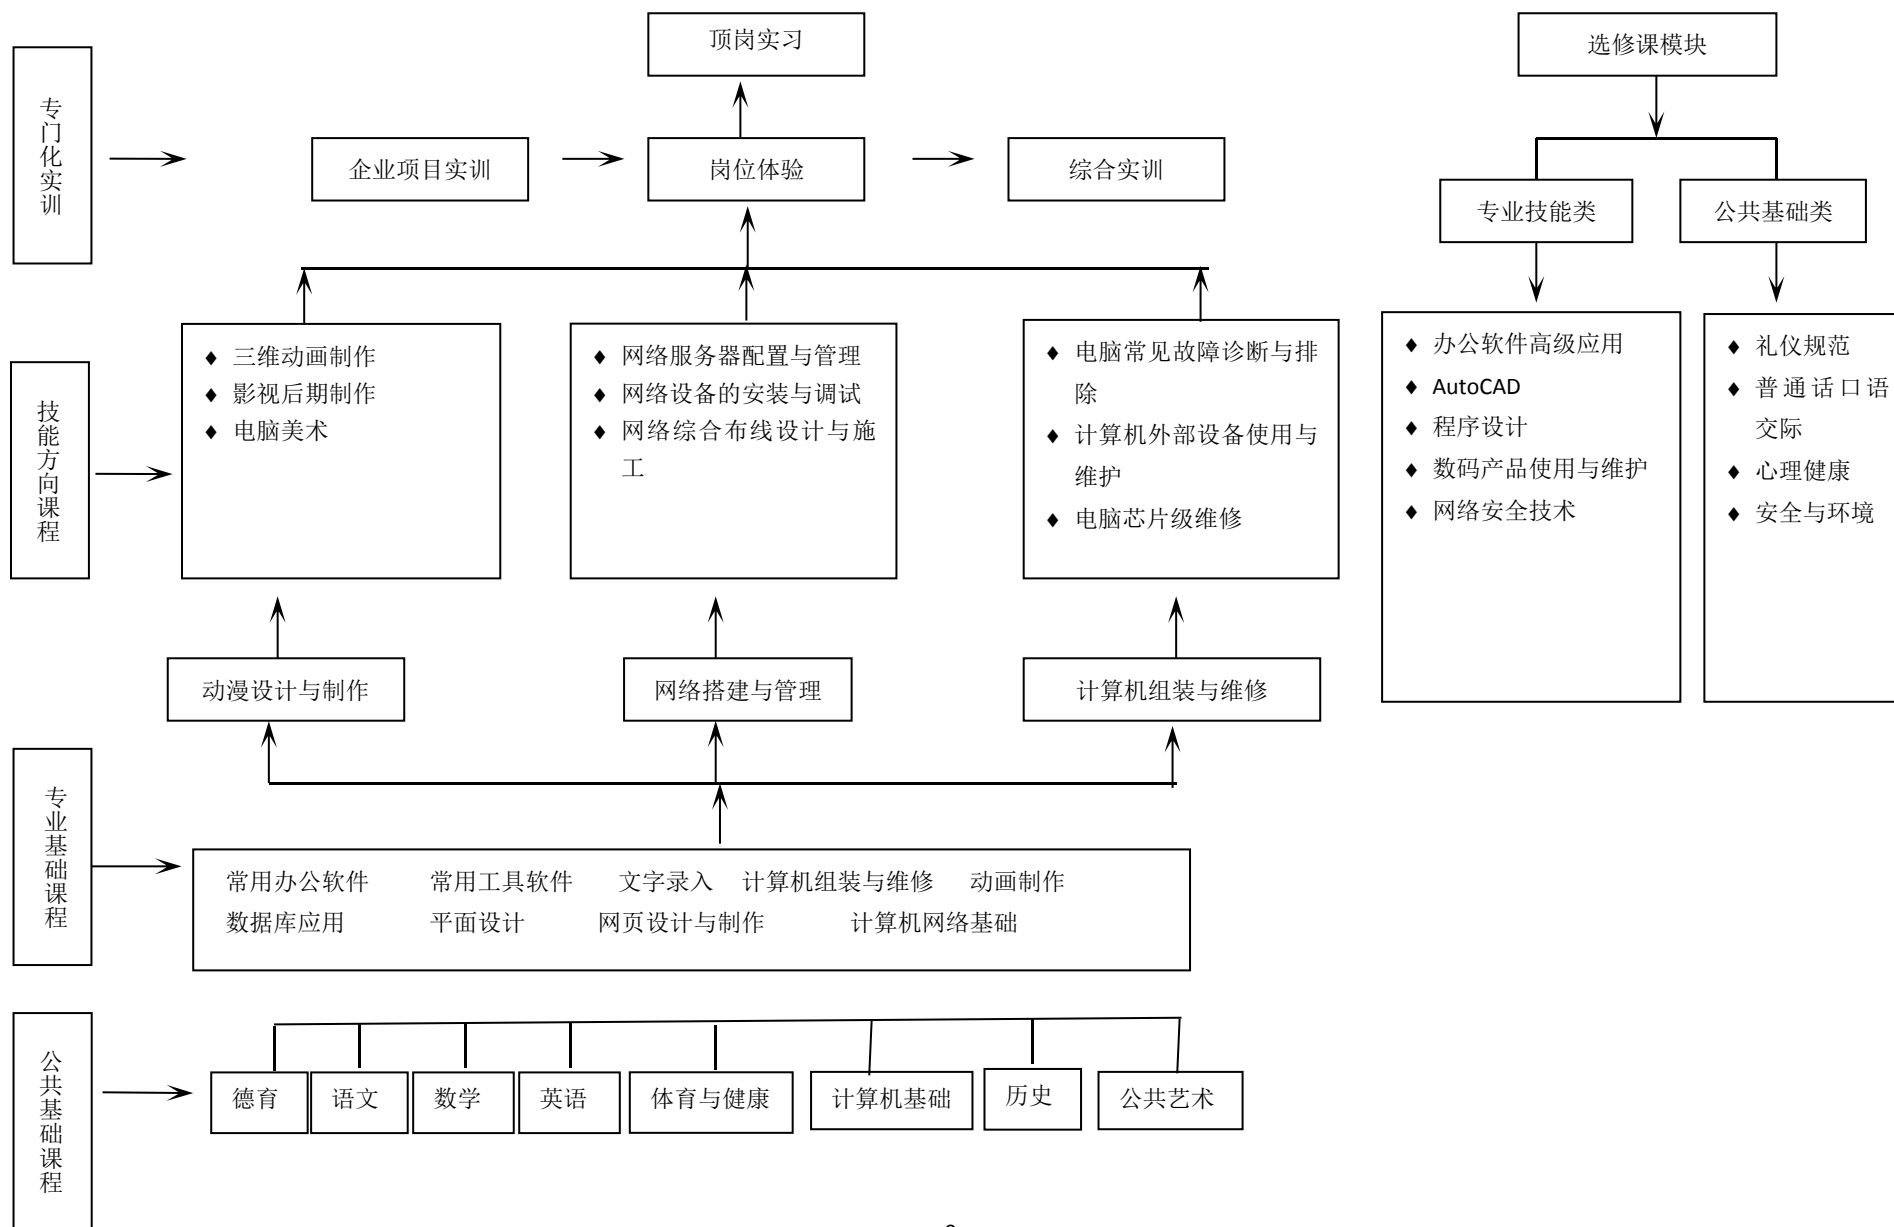 顶岗实习
选修课模块
专门化实训
企业项目实训
岗位体验
综合实训
专业技能类
公共基础类
技能方向课程
♦ 三维动画制作
♦ 影视后期制作
♦ 电脑美术
♦ 网络服务器配置与管理
♦ 网络设备的安装与调试
♦ 网络综合布线设计与施
工
♦ 电脑常见故障诊断与排
除
♦ 计算机外部设备使用与
维护
♦ 电脑芯片级维修
♦ 办公软件高级应用
♦ AutoCAD
♦ 程序设计
♦ 数码产品使用与维护
♦ 网络安全技术
♦ 礼仪规范
♦ 普通话口语
交际
♦ 心理健康
♦ 安全与环境
动漫设计与制作
网络搭建与管理
计算机组装与维修
专业基础课程
常用办公软件 常用工具软件 文字录入 计算机组装与维修 动画制作
数据库应用 平面设计 网页设计与制作 计算机网络基础
公共基础课程
德育
语文
数学
英语
体育与健康
计算机基础
历史
公共艺术